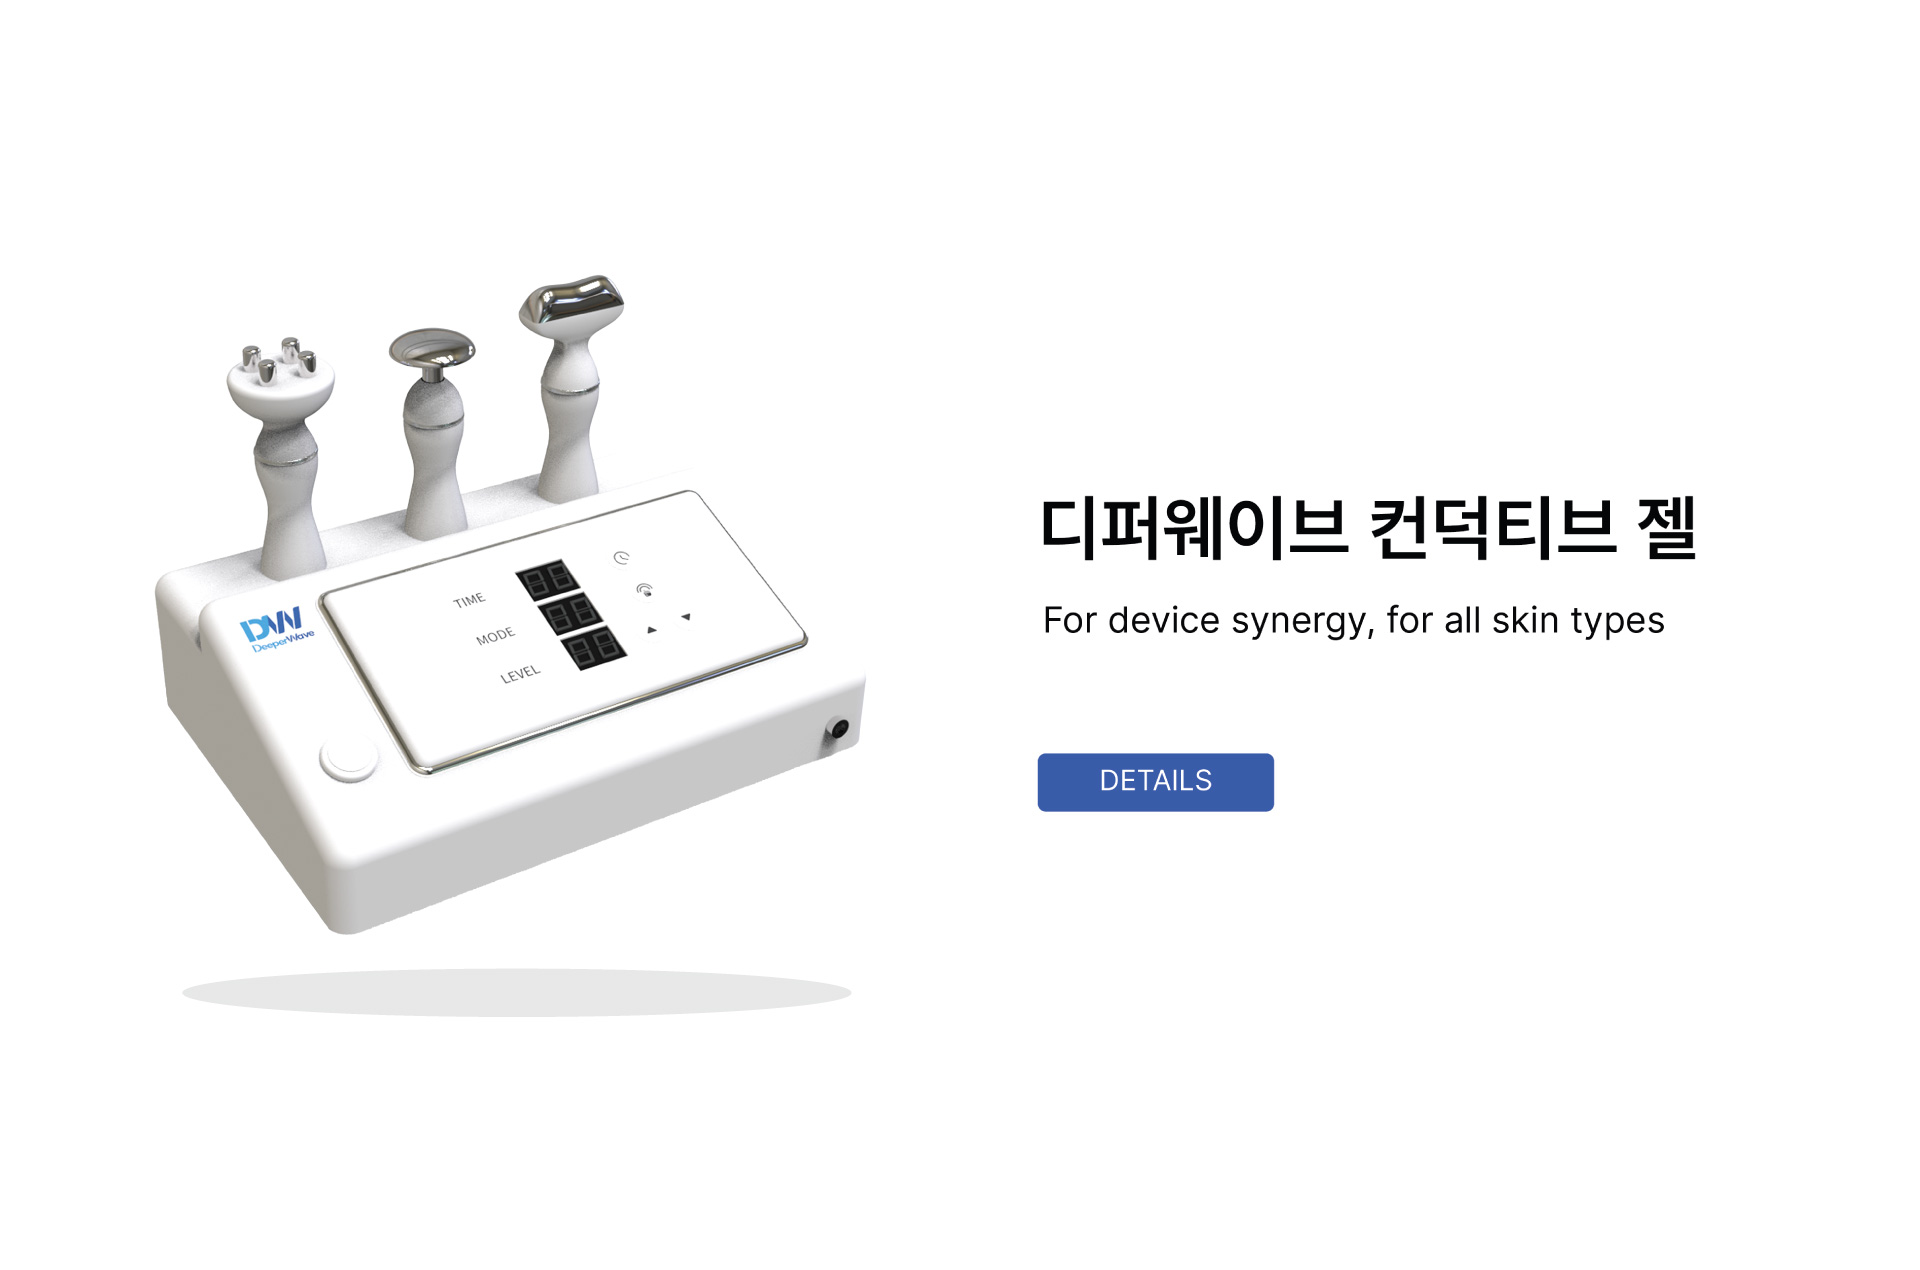 DW
DeeperWave
TIME
MODE
LEVEL
디퍼웨이브 컨덕티브 젤
For device synergy, for all skin types
DETAILS